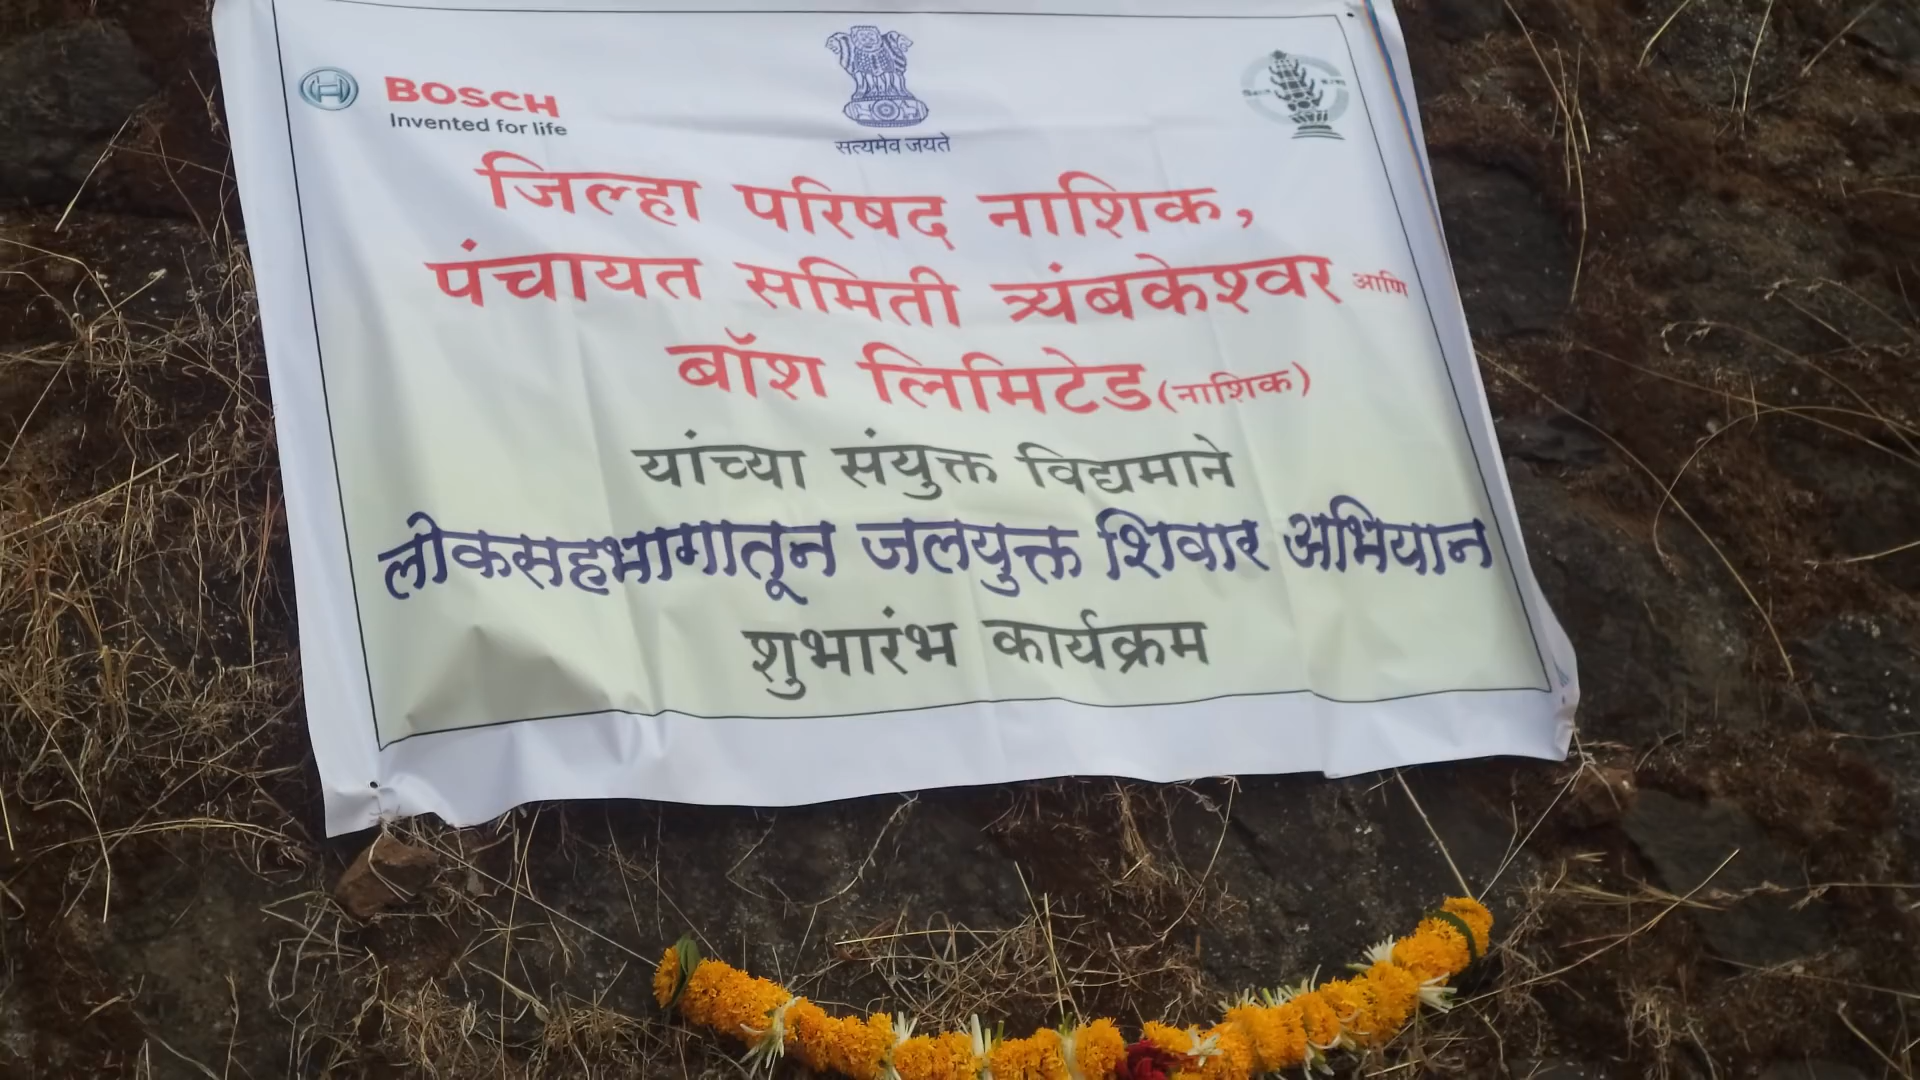 BOSCH
Invented for life
सत्यमेव जयते
जिल्हा परिषद नाशिक,
पंचायत समिती त्र्यंबकेश्वर आणि
बॉश लिमिटेड (नाशिक)
यांच्या संयुक्त विद्यमाने
लोकसहभागातून जलयुक्त शिवार अभियान
शुभारंभ कार्यक्रम